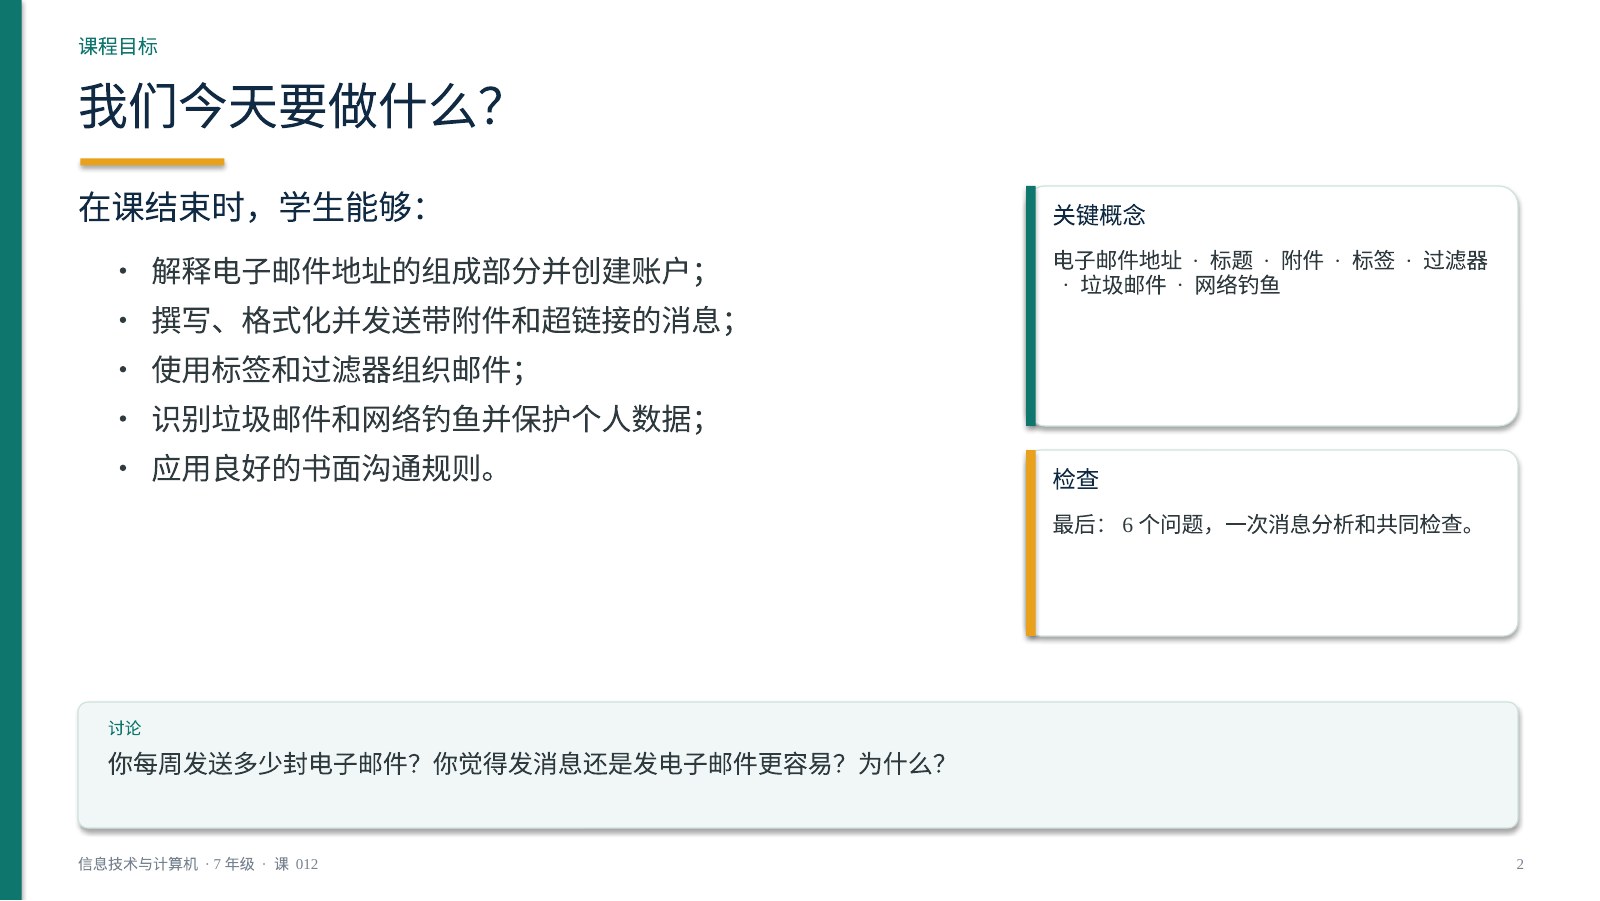 课程目标
我们今天要做什么？
在课结束时，学生能够：
• 解释电子邮件地址的组成部分并创建账户；
• 撰写、格式化并发送带附件和超链接的消息；
• 使用标签和过滤器组织邮件；
• 识别垃圾邮件和网络钓鱼并保护个人数据；
• 应用良好的书面沟通规则。
关键概念
电子邮件地址 · 标题 · 附件 · 标签 · 过滤器
· 垃圾邮件 · 网络钓鱼
检查
最后： 6 个问题，一次消息分析和共同检查。
讨论
你每周发送多少封电子邮件？你觉得发消息还是发电子邮件更容易？为什么？
信息技术与计算机 · 7 年级 · 课 012
2